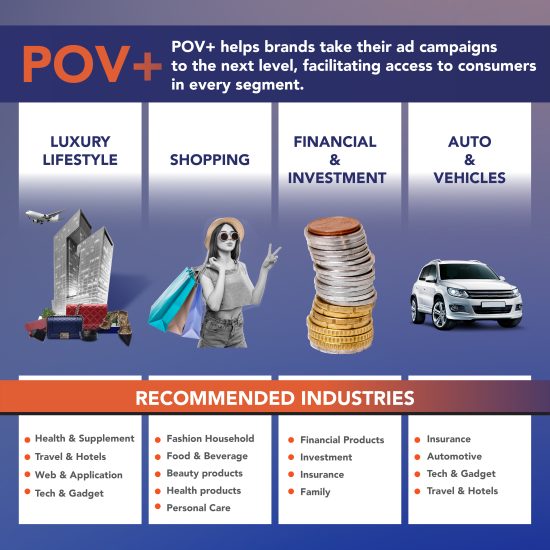 POV+
POV+ helps brands take their ad campaigns
to the next level, facilitating access to consumers
in every segment.
LUXURY
LIFESTYLE
SHOPPING
FINANCIAL
&
INVESTMENT
AUTO
&
VEHICLES
RECOMMENDED INDUSTRIES
Health & Supplement
Travel & Hotels
Web & Application
Tech & Gadget
Fashion Household
Food & Beverage
Beauty products
Health products
Personal Care
Financial Products
Investment
Insurance
Family
Insurance
Automotive
Tech & Gadget
Travel & Hotels